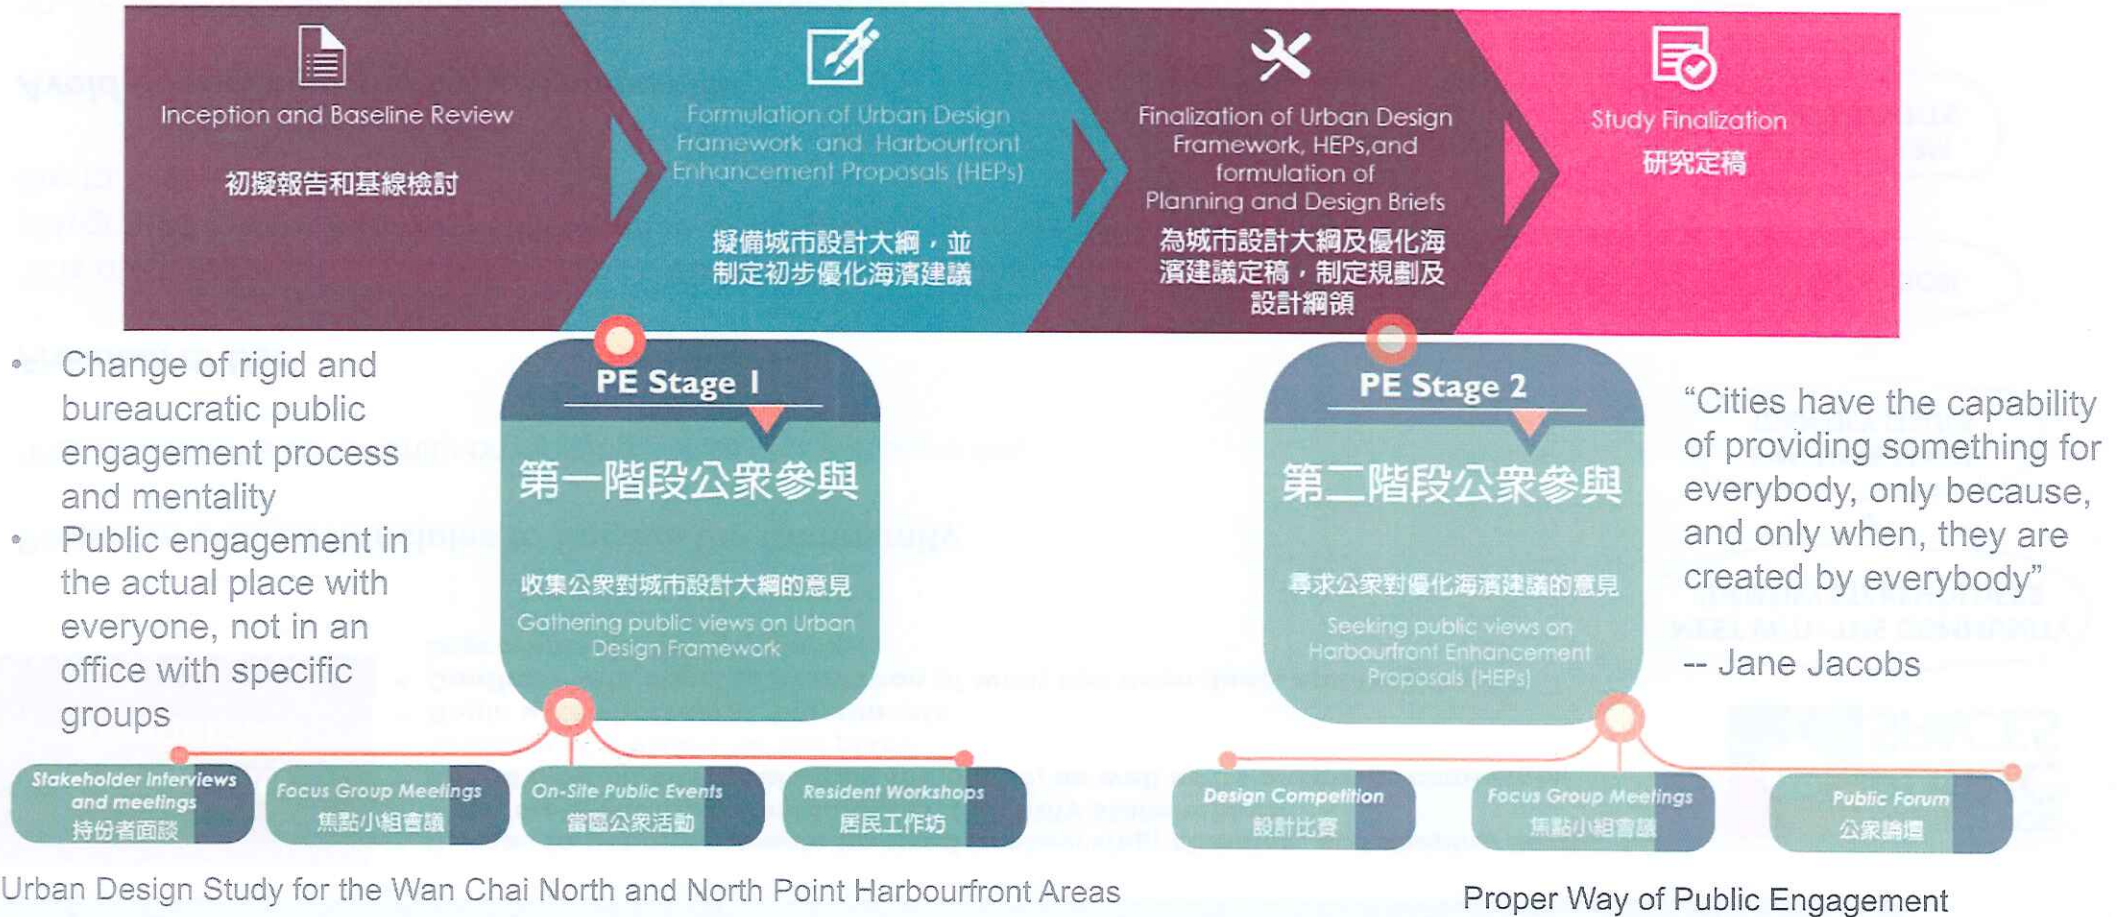 Inception and Baseline Review
初擬報告和基線檢討
Formulation of Urban Design
Framework and Harbourfront
Enhancement Proposals (HEPs)
擬備城市設計大綱，並
制定初步優化海濱建議
Finalization of Urban Design
Framework, HEPs,and
formulation of
Planning and Design Briefs
為城市設計大綱及優化海
濱建議定稿，制定規劃及
設計綱領
Study Finalization
研究定稿
• Change of rigid and
bureaucratic public
engagement process
and mentality
• Public engagement in
the actual place with
everyone, not in an
office with specific
groups
PE Stage 1
第一階段公眾參與
收集公眾對城市設計大綱的意見
Gathering public views on Urban
Design Framework
PE Stage 2
第二階段公眾參與
尋求公眾對優化海濱建議的意見
Seeking public views on
Harbourfront Enhancement
Proposals (HEPs)
“Cities have the capability
of providing something for
everybody, only because,
and only when, they are
created by everybody”
-- Jane Jacobs
Stakeholder Interviews
and meetings
持份者面談
Focus Group Meetings
焦點小組會議
On-Site Public Events
當區公眾活動
Resident Workshops
居民工作坊
Design Competition
設計比賽
Focus Group Meetings
焦點小組會議
Public Forum
公眾論壇
Urban Design Study for the Wan Chai North and North Point Harbourfront Areas
Proper Way of Public Engagement